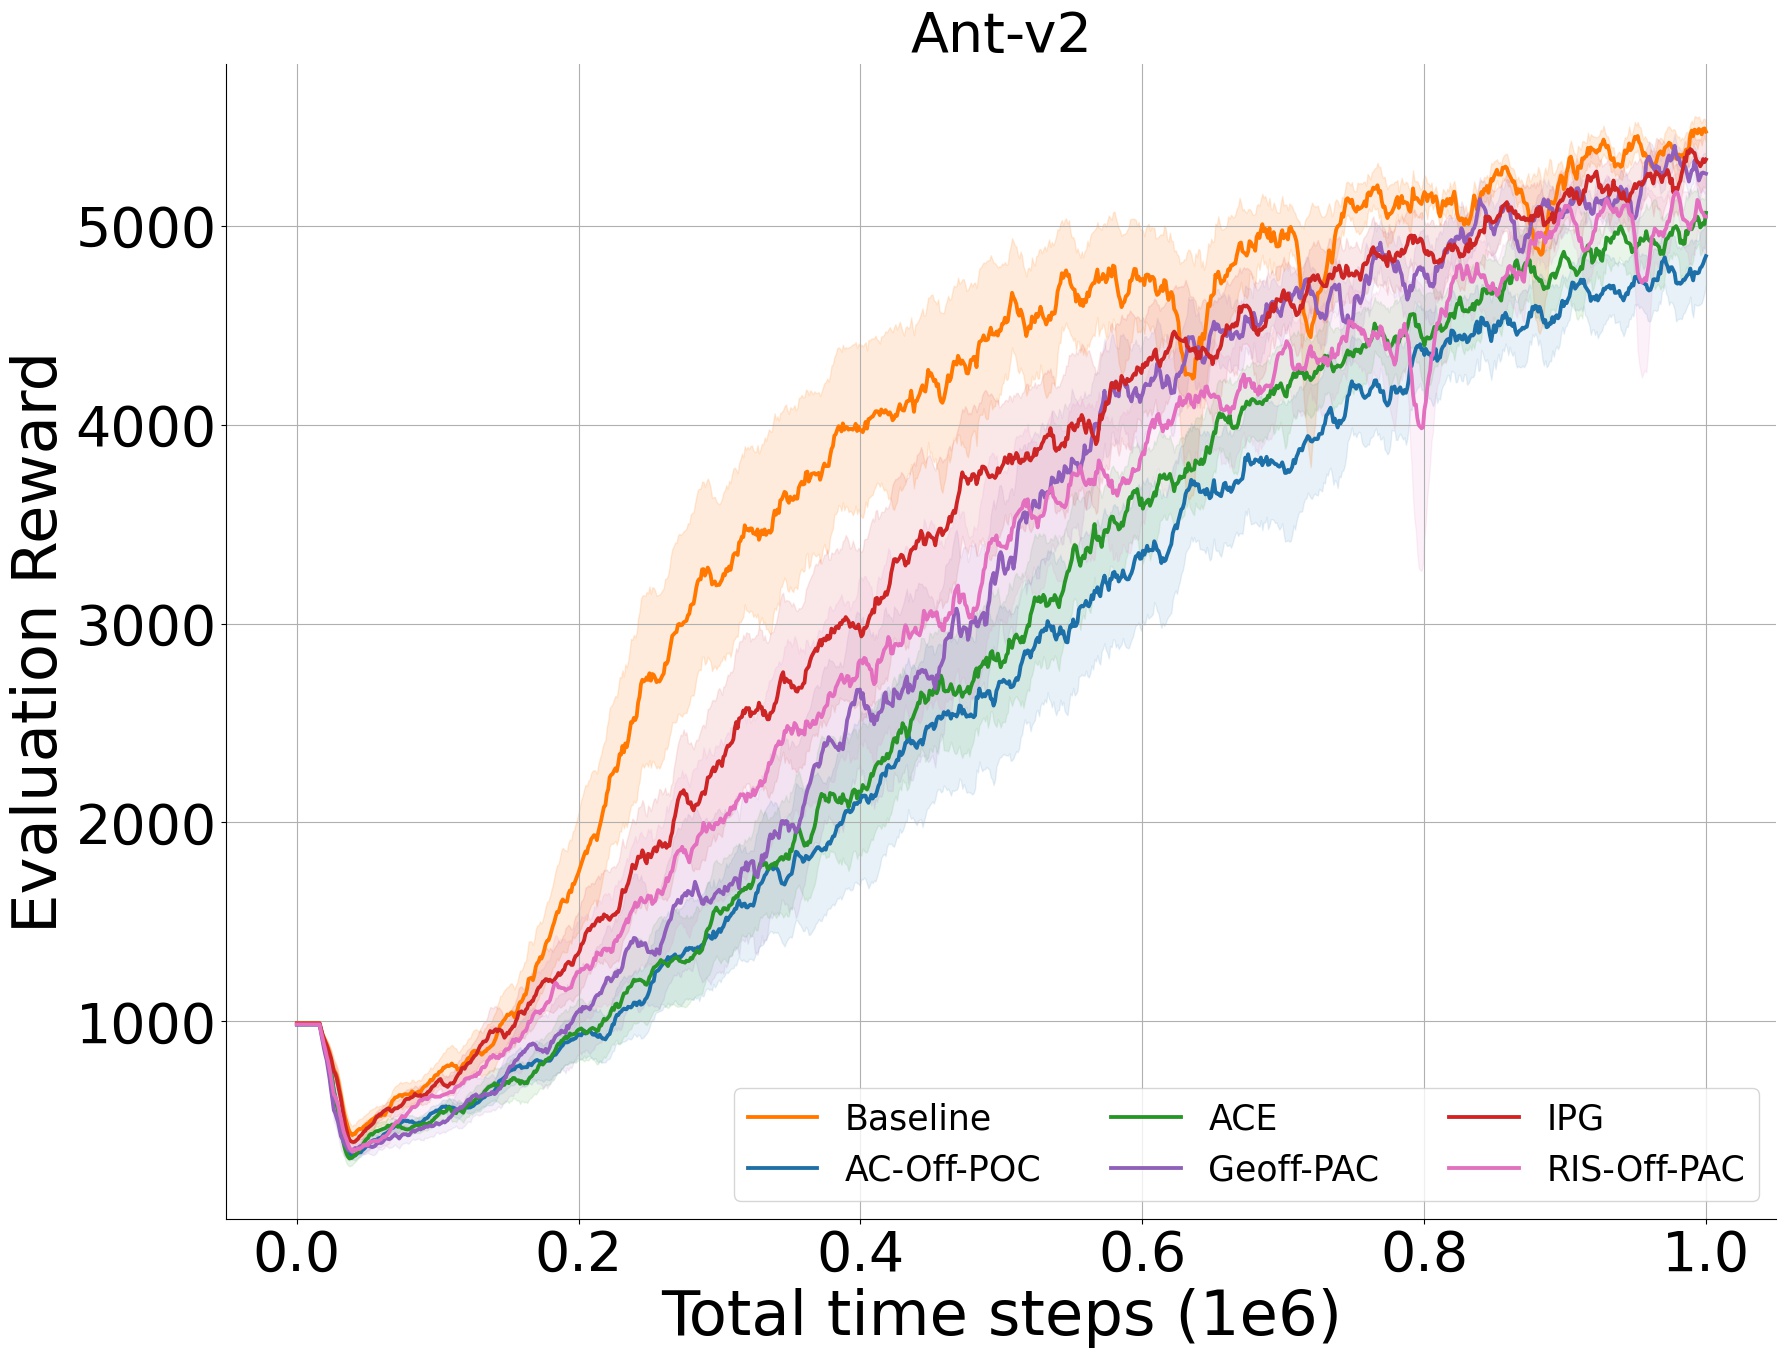 Ant-v2
Evaluation Reward
5000
4000
3000
2000
1000
Baseline
AC-Off-POC
ACE
Geoff-PAC
IPG
RIS-Off-PAC
0.0 0.2 0.4 0.6 0.8 1.0
Total time steps (1e6)